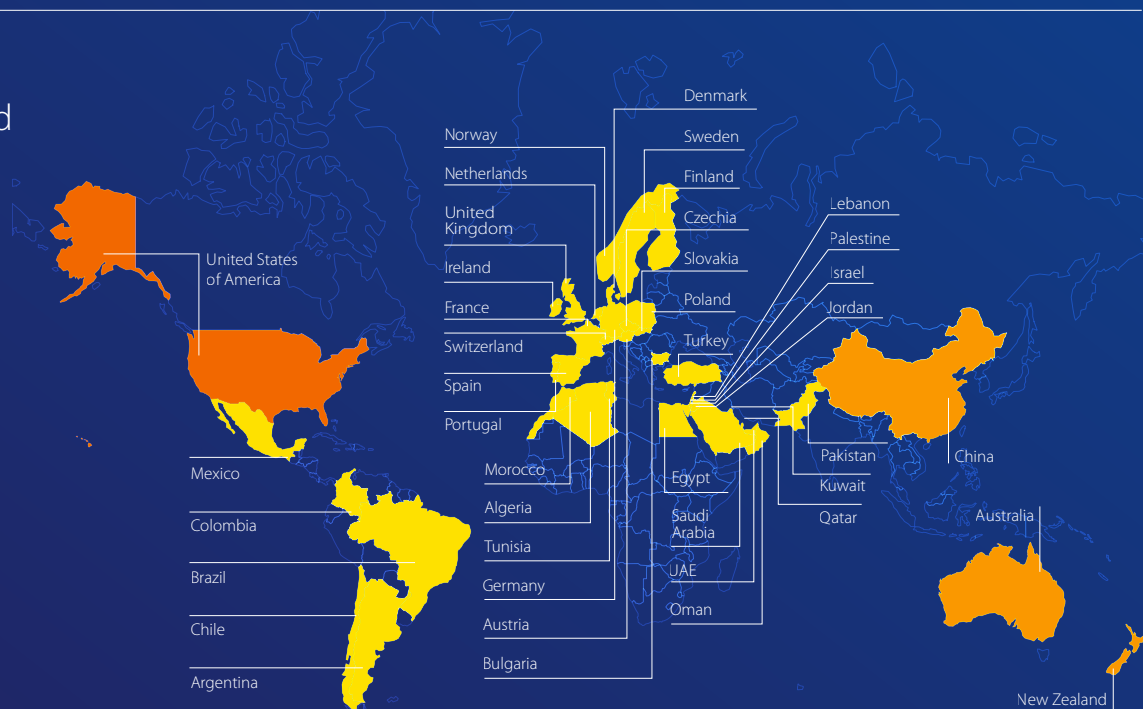 d
United States
of America
Mexico
Colombia
Brazil
Chile
Argentina
Norway
Netherlands
United
Kingdom
Ireland
France
Switzerland
Spain
Portugal
Morocco
Algeria
Tunisia
Germany
Austria
Bulgaria
Denmark
Sweden
Finland
Czechia
Slovakia
Poland
Turkey
Egypt
Saudi
Arabia
UAE
Oman
Lebanon
Palestine
Israel
Jordan
Pakistan
Kuwait
Qatar
China
Australia
New Zealand